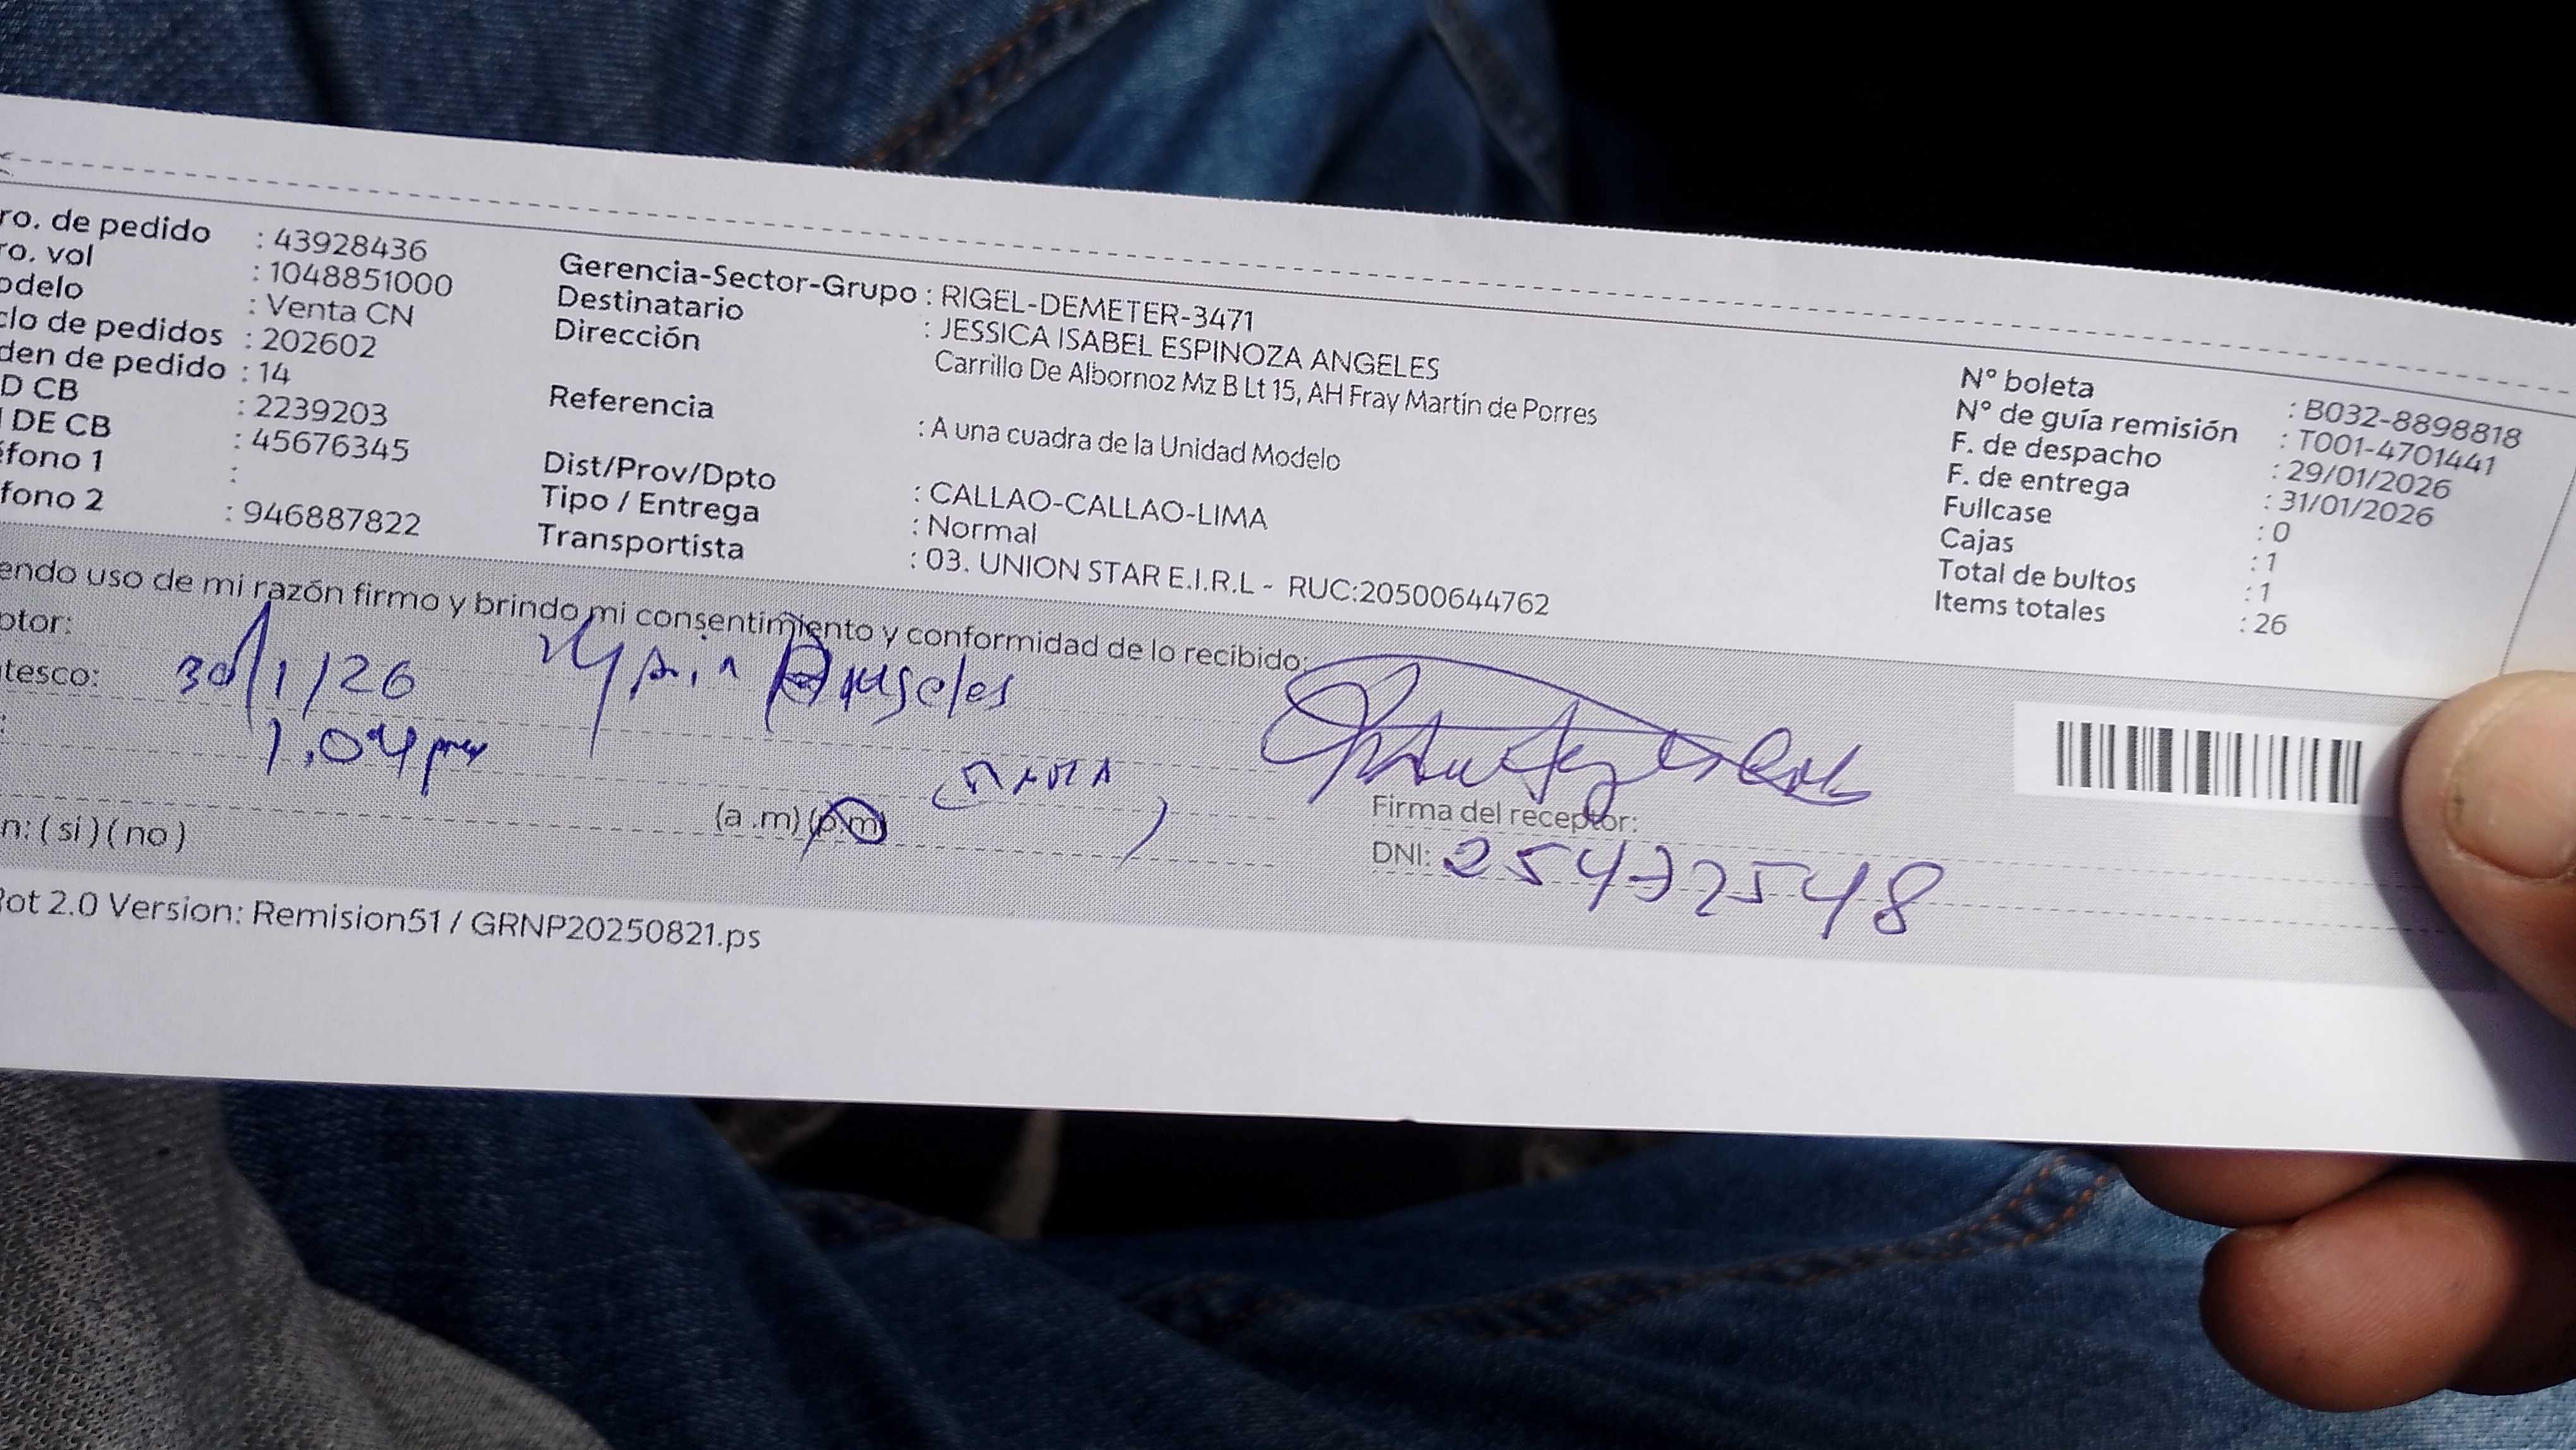 ro. de pedido : 43928436
ro. vol : 1048851000
odelo : Venta CN
clo de pedidos : 202602
den de pedido : 14
D CB : 2239203
DE CB : 45676345
éfono 1 :
fono 2 : 946887822
Gerencia-Sector-Grupo : RIGEL-DEMETER-3471
Destinatario : JESSICA ISABEL ESPINOZA ANGELES
Dirección Carrillo De Albornoz Mz B Lt 15, AH Fray Martin de Porres
Referencia : A una cuadra de la Unidad Modelo
Dist/Prov/Dpto : CALLAO-CALLAO-LIMA
Tipo / Entrega : Normal
Transportista : 03. UNION STAR E.I.R.L - RUC:20500644762
N° boleta : B032-8898818
N° de guía remisión : T001-4701441
F. de despacho : 29/01/2026
F. de entrega : 31/01/2026
Fullcase : 0
Cajas : 1
Total de bultos : 1
Items totales : 26
endo uso de mi razón firmo y brindo mi consentimiento y conformidad de lo recibido:
ptor:
tesco: 30/1/26 Angeles
: 1.04 pm
(a.m) (p.m)
Firma del receptor:
n: ( si ) ( no )
DNI: 25472548
Bot 2.0 Version: Remision51 / GRNP20250821.ps